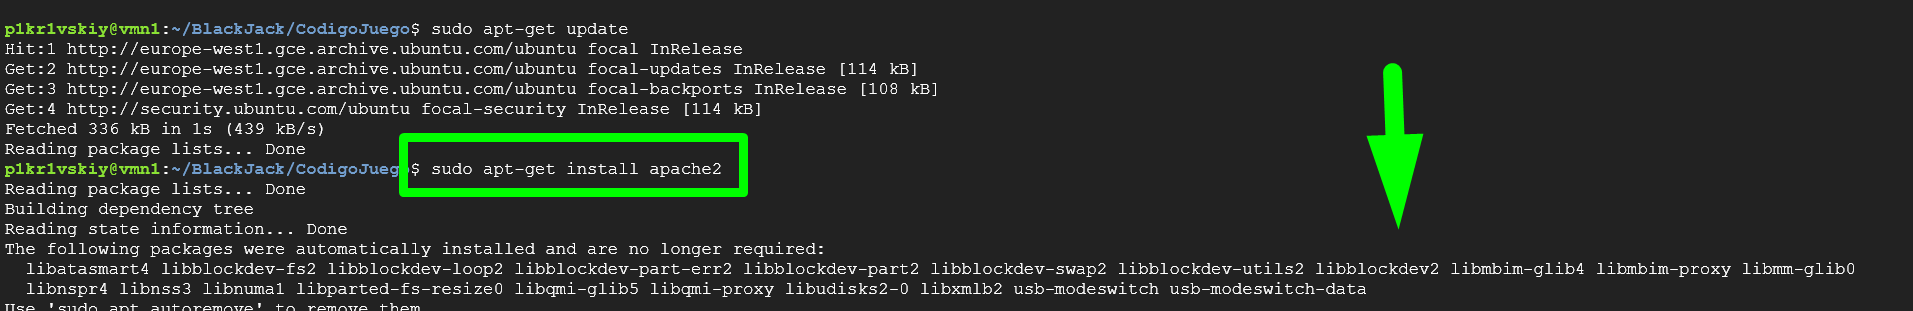 p1kr1vskiy@vmn1:~/BlackJack/CodigoJuego$ sudo apt-get update
Hit:1 http://europe-west1.gce.archive.ubuntu.com/ubuntu focal InRelease
Get:2 http://europe-west1.gce.archive.ubuntu.com/ubuntu focal-updates InRelease [114 kB]
Get:3 http://europe-west1.gce.archive.ubuntu.com/ubuntu focal-backports InRelease [108 kB]
Get:4 http://security.ubuntu.com/ubuntu focal-security InRelease [114 kB]
Fetched 336 kB in 1s (439 kB/s)
Reading package lists... Done
p1kr1vskiy@vmn1:~/BlackJack/CodigoJuego$ sudo apt-get install apache2
Reading package lists... Done
Building dependency tree
Reading state information... Done
The following packages were automatically installed and are no longer required:
libatasmart4 libblockdev-fs2 libblockdev-loop2 libblockdev-part-err2 libblockdev-part2 libblockdev-swap2 libblockdev-utils2 libblockdev2 libmbim-glib4 libmbim-proxy libmm-glib0
libnspr4 libnss3 libnuma1 libparted-fs-resize0 libqmi-glib5 libqmi-proxy libudisks2-0 libxmlb2 usb-modeswitch usb-modeswitch-data
Use 'sudo apt autoremove' to remove them